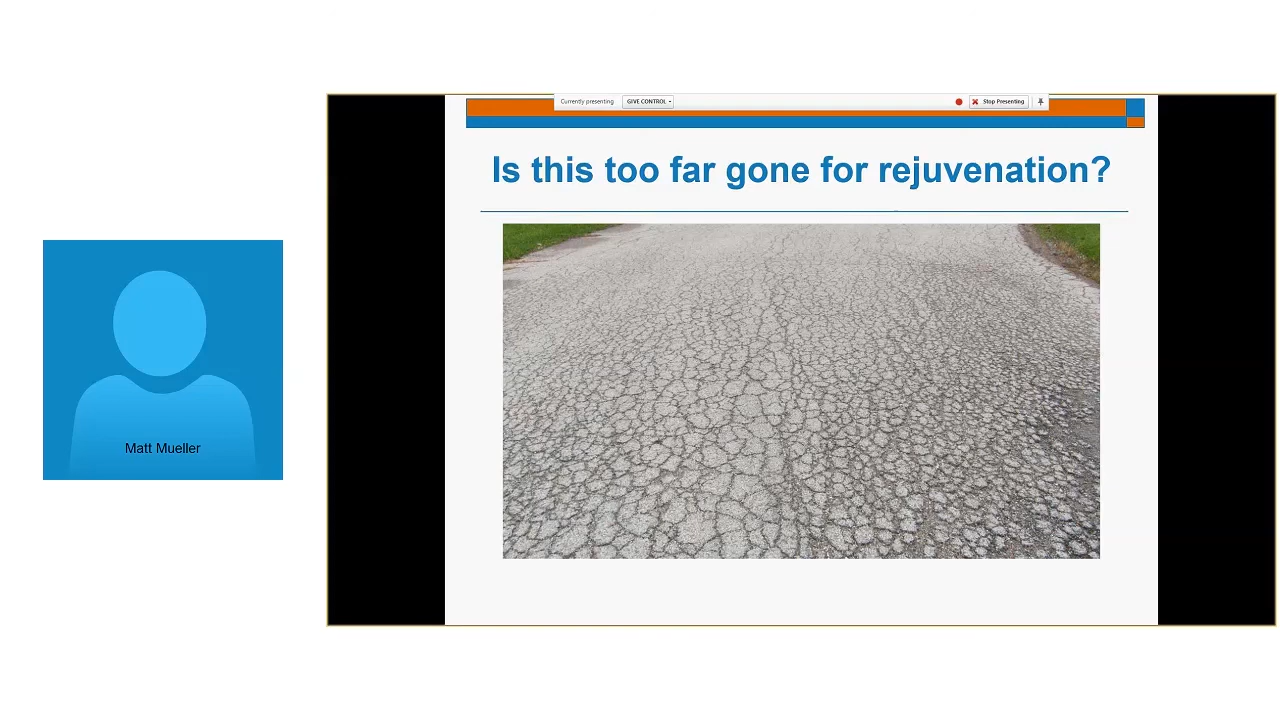 Currently presenting GIVE CONTROL Stop Presenting
Is this too far gone for rejuvenation?
Matt Mueller